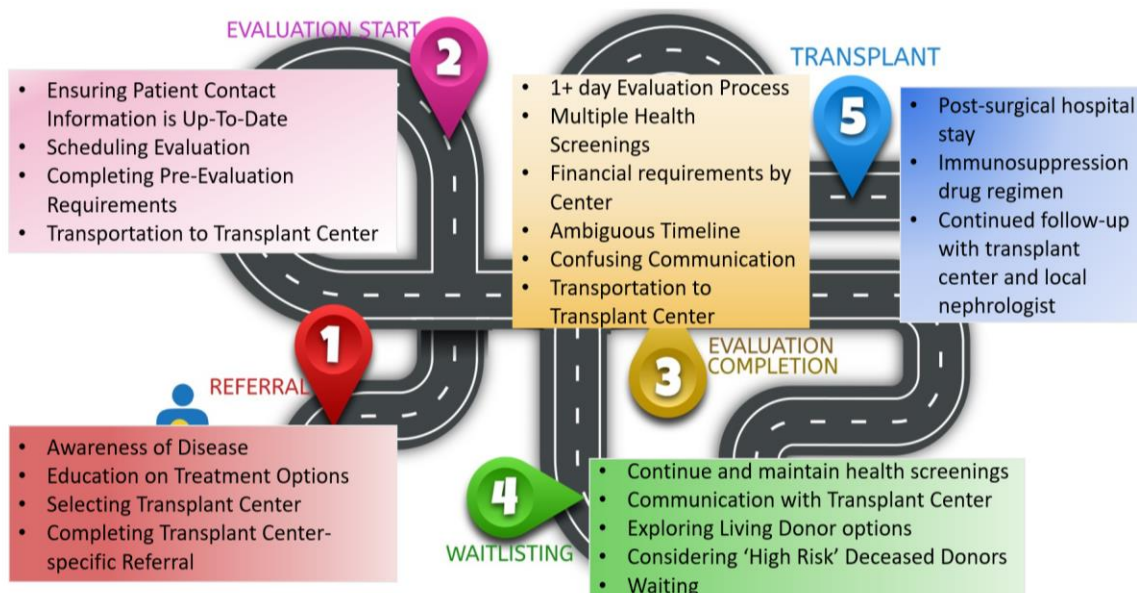 EVALUATION START
2
• Ensuring Patient Contact
Information is Up-To-Date
• Scheduling Evaluation
• Completing Pre-Evaluation
Requirements
• Transportation to Transplant Center
• 1+ day Evaluation Process
• Multiple Health
Screenings
• Financial requirements by
Center
• Ambiguous Timeline
• Confusing Communication
• Transportation to
Transplant Center
3
EVALUATION
COMPLETION
TRANSPLANT
5
• Post-surgical hospital
stay
• Immunosuppression
drug regimen
• Continued follow-up
with transplant
center and local
nephrologist
1
REFERRAL
• Awareness of Disease
• Education on Treatment Options
• Selecting Transplant Center
• Completing Transplant Center-
specific Referral
4
WAITLISTING
• Continue and maintain health screenings
• Communication with Transplant Center
• Exploring Living Donor options
• Considering ‘High Risk’ Deceased Donors
• Waiting